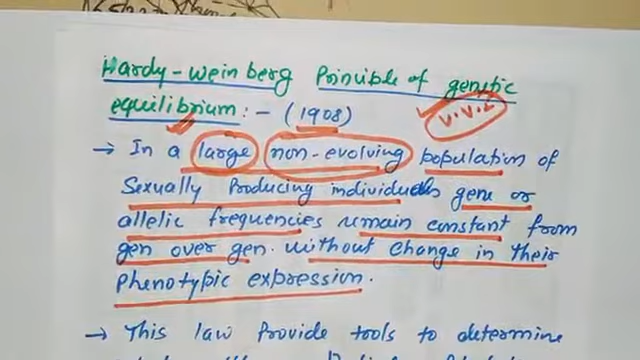 Hardy-Weinberg Principle of genetic
equilibrium:- (1908) V.V.I
→ In a large non-evolving population of
Sexually Producing individuals gene or
allelic frequencies remain constant from
gen over gen. without change in their
Phenotypic expression.
→ This law Provide tools to determine